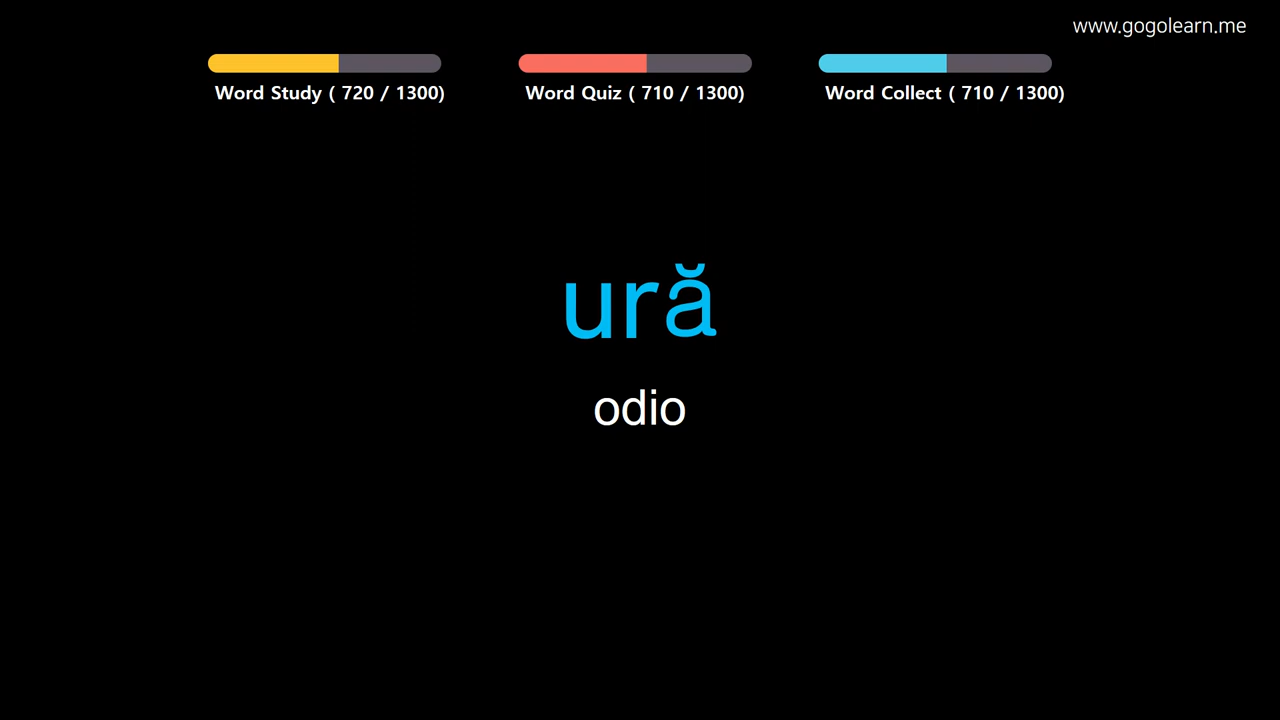 www.gogolearn.me
Word Study ( 720 / 1300)
Word Quiz ( 710 / 1300)
Word Collect ( 710 / 1300)
ură
odio